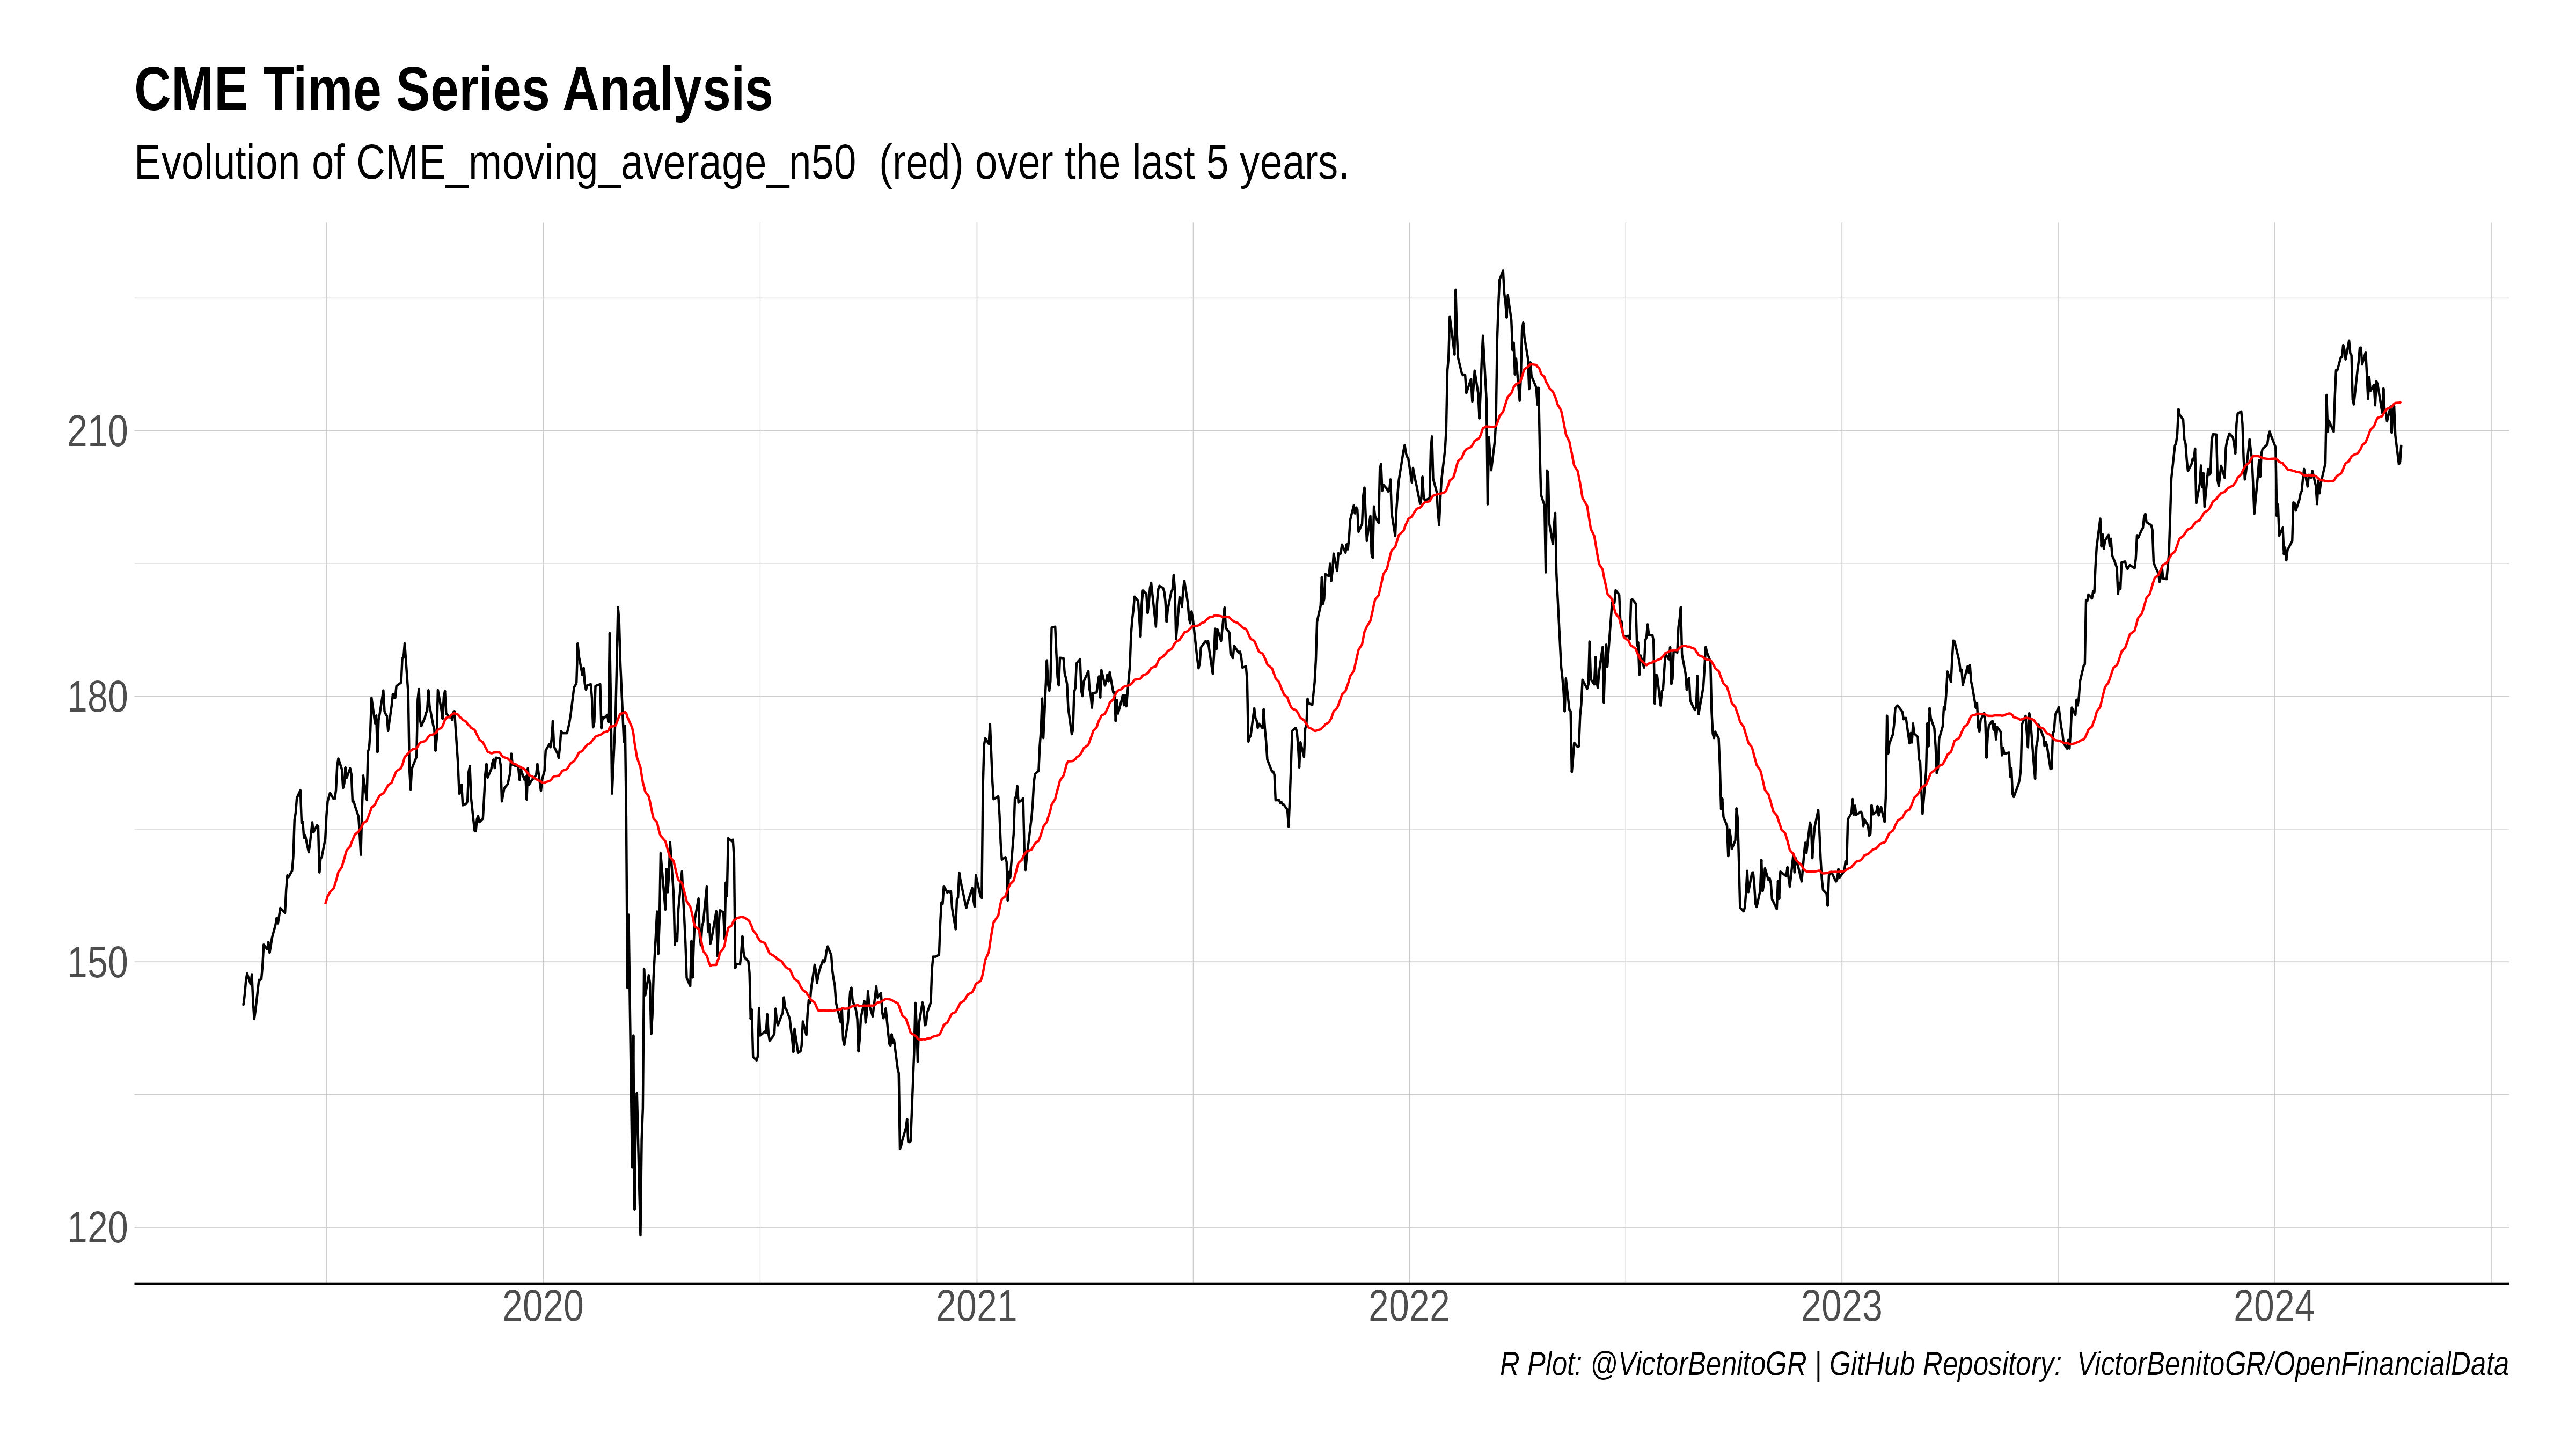 CME Time Series Analysis
Evolution of CME_moving_average_n50  (red) over the last 5 years.
210
180
150
120
2020 2021 2022 2023 2024
R Plot: @VictorBenitoGR | GitHub Repository:  VictorBenitoGR/OpenFinancialData